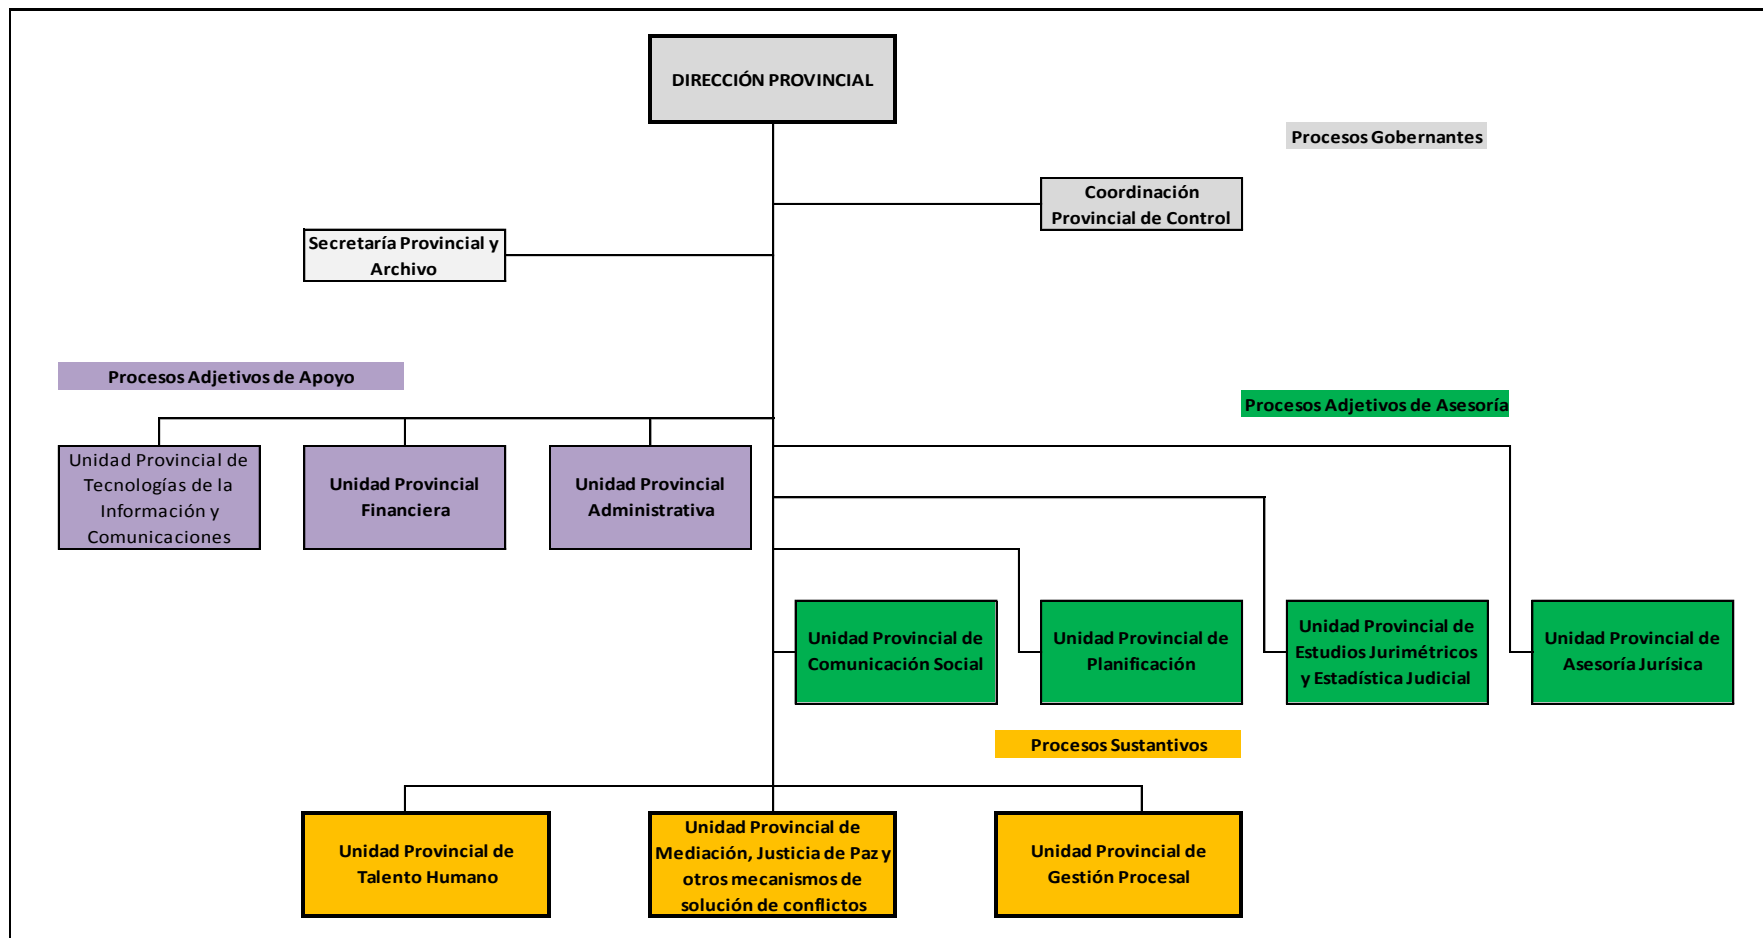 DIRECCIÓN PROVINCIAL
Procesos Gobernantes
Coordinación
Provincial de Control
Secretaría Provincial y
Archivo
Procesos Adjetivos de Apoyo
Procesos Adjetivos de Asesoría
Unidad Provincial de
Tecnologías de la
Información y
Comunicaciones
Unidad Provincial
Financiera
Unidad Provincial
Administrativa
Unidad Provincial de
Comunicación Social
Unidad Provincial de
Planificación
Unidad Provincial de
Estudios Jurimétricos
y Estadística Judicial
Unidad Provincial de
Asesoría Jurísica
Procesos Sustantivos
Unidad Provincial de
Talento Humano
Unidad Provincial de
Mediación, Justicia de Paz y
otros mecanismos de
solución de conflictos
Unidad Provincial de
Gestión Procesal